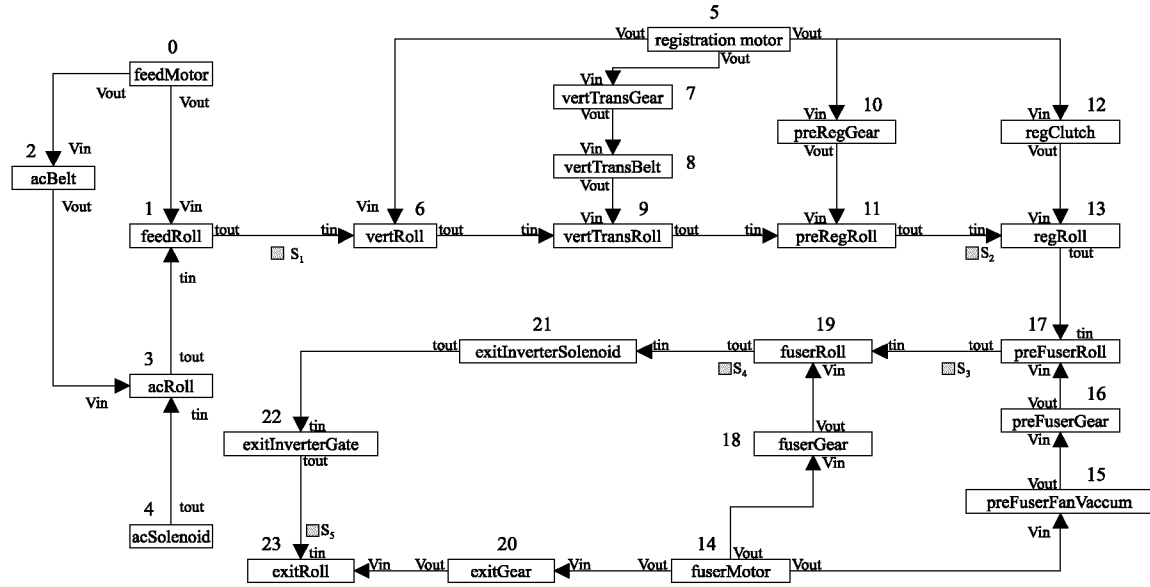 5
Vout registration motor Vout
Vout
0
feedMotor
Vout
Vout
Vin
vertTransGear 7
Vout
10
12
Vin
preRegGear
Vout
Vin
regClutch
Vout
2
Vin
acBelt
Vout
Vin
vertTransBelt 8
Vout
1
Vin
feedRoll
tout
6
Vin
tin
vertRoll
tout
9
Vin
tin
vertTransRoll
tout
11
Vin
tin
preRegRoll
tout
13
Vin
tin
regRoll
tout
S1
S2
tin
21
19
17
tout
exitInverterSolenoid
tin
tout
fuserRoll
tin
Vin
tout
preFuserRoll
tin
Vin
S4
S3
3
tout
acRoll
Vin
tin
22
tin
exitInverterGate
tout
18
Vout
fuserGear
Vin
16
Vout
preFuserGear
Vin
15
Vout
preFuserFanVaccum
Vin
4
tout
acSolenoid
S5
23
tin
exitRoll
Vin
20
Vout
exitGear
Vin
14
Vout
Vout
fuserMotor
Vout